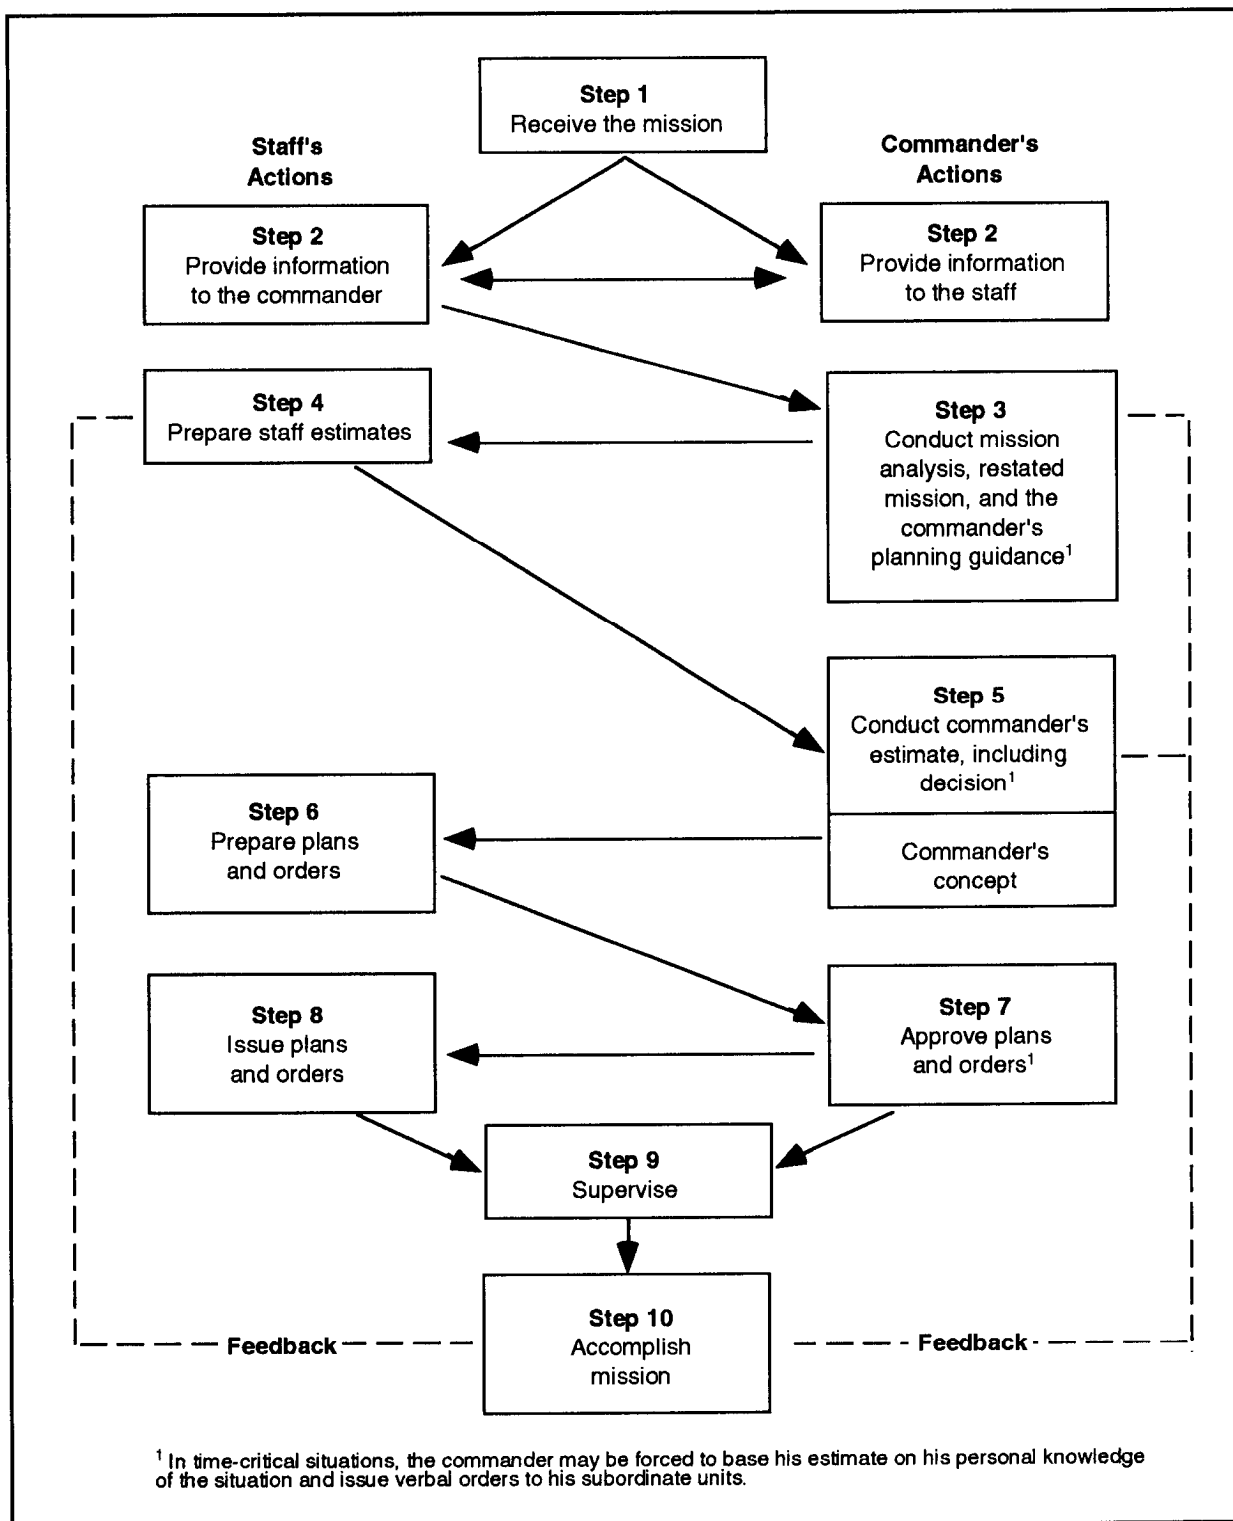 Step 1
Receive the mission
Staff's
Actions
Commander's
Actions
Step 2
Provide information
to the commander
Step 2
Provide information
to the staff
Step 4
Prepare staff estimates
Step 3
Conduct mission
analysis, restated
mission, and the
commander's
planning guidance¹
Step 5
Conduct commander's
estimate, including
decision¹
Commander's
concept
Step 6
Prepare plans
and orders
Step 8
Issue plans
and orders
Step 7
Approve plans
and orders¹
Step 9
Supervise
Step 10
Accomplish
mission
Feedback
Feedback
¹ In time-critical situations, the commander may be forced to base his estimate on his personal knowledge
of the situation and issue verbal orders to his subordinate units.